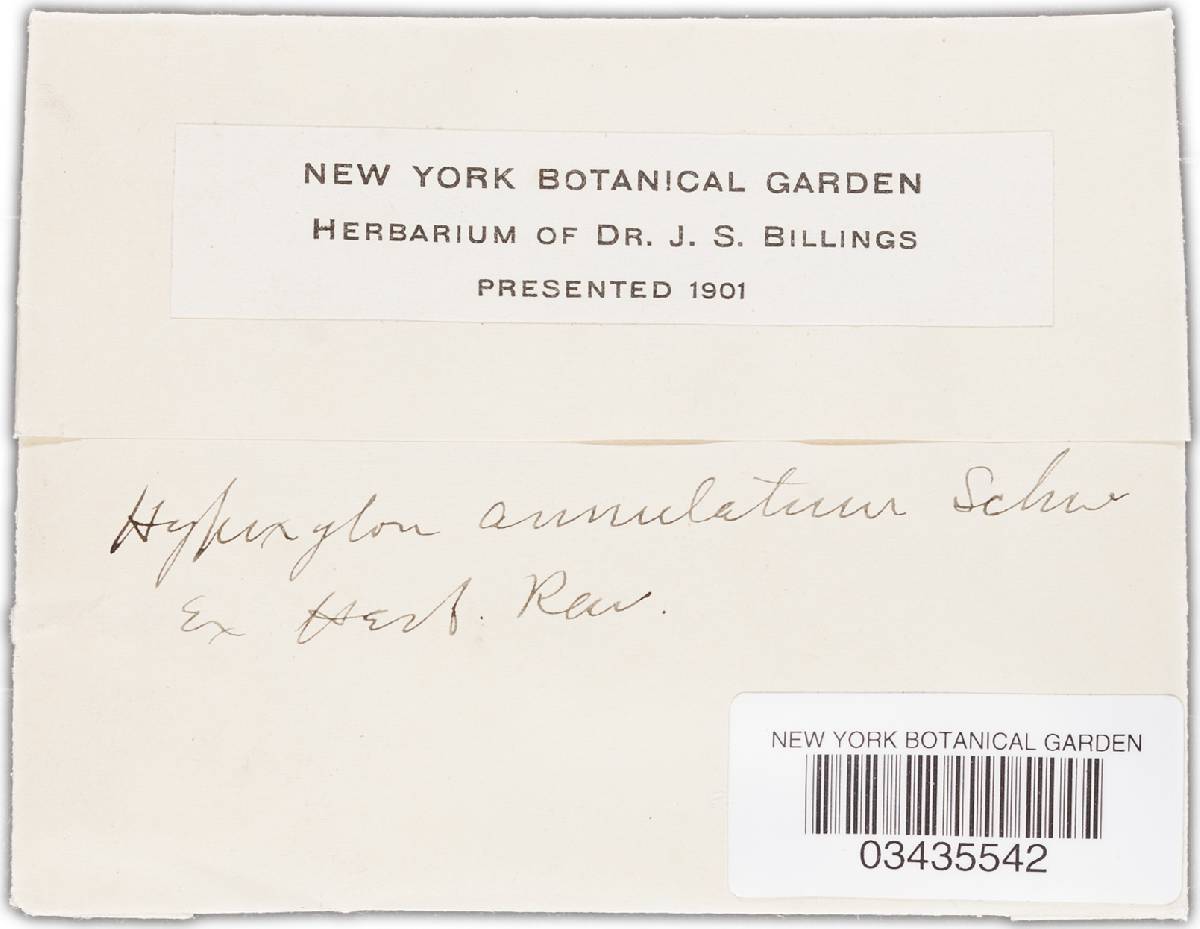 NEW YORK BOTANICAL GARDEN
HERBARIUM OF DR. J. S. BILLINGS
PRESENTED 1901
Hypoxylon annulatum Schw
Ex Herb. Rav.
NEW YORK BOTANICAL GARDEN
03435542